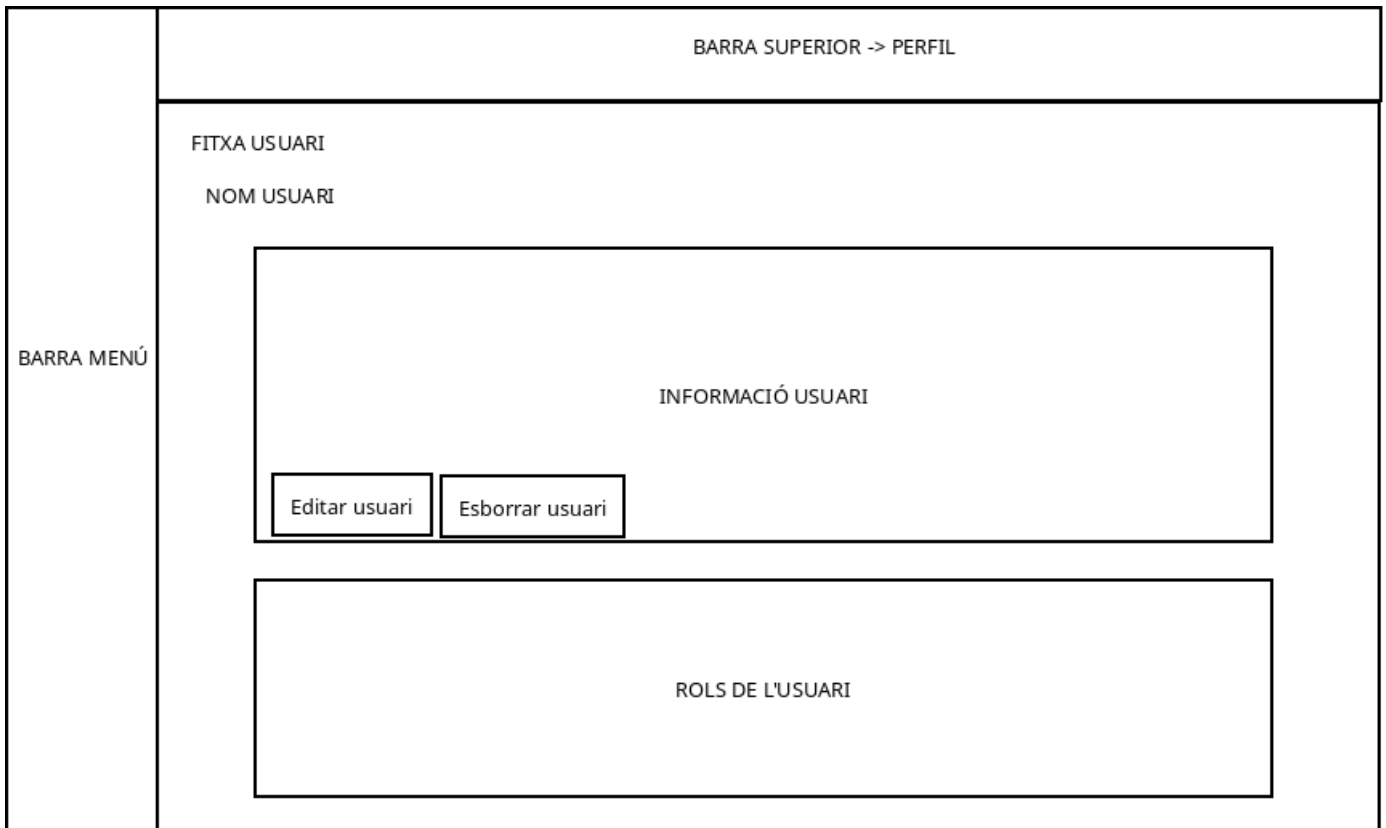 BARRA SUPERIOR -> PERFIL
FITXA USUARI
NOM USUARI
BARRA MENÚ
INFORMACIÓ USUARI
Editar usuari
Esborrar usuari
ROLS DE L'USUARI